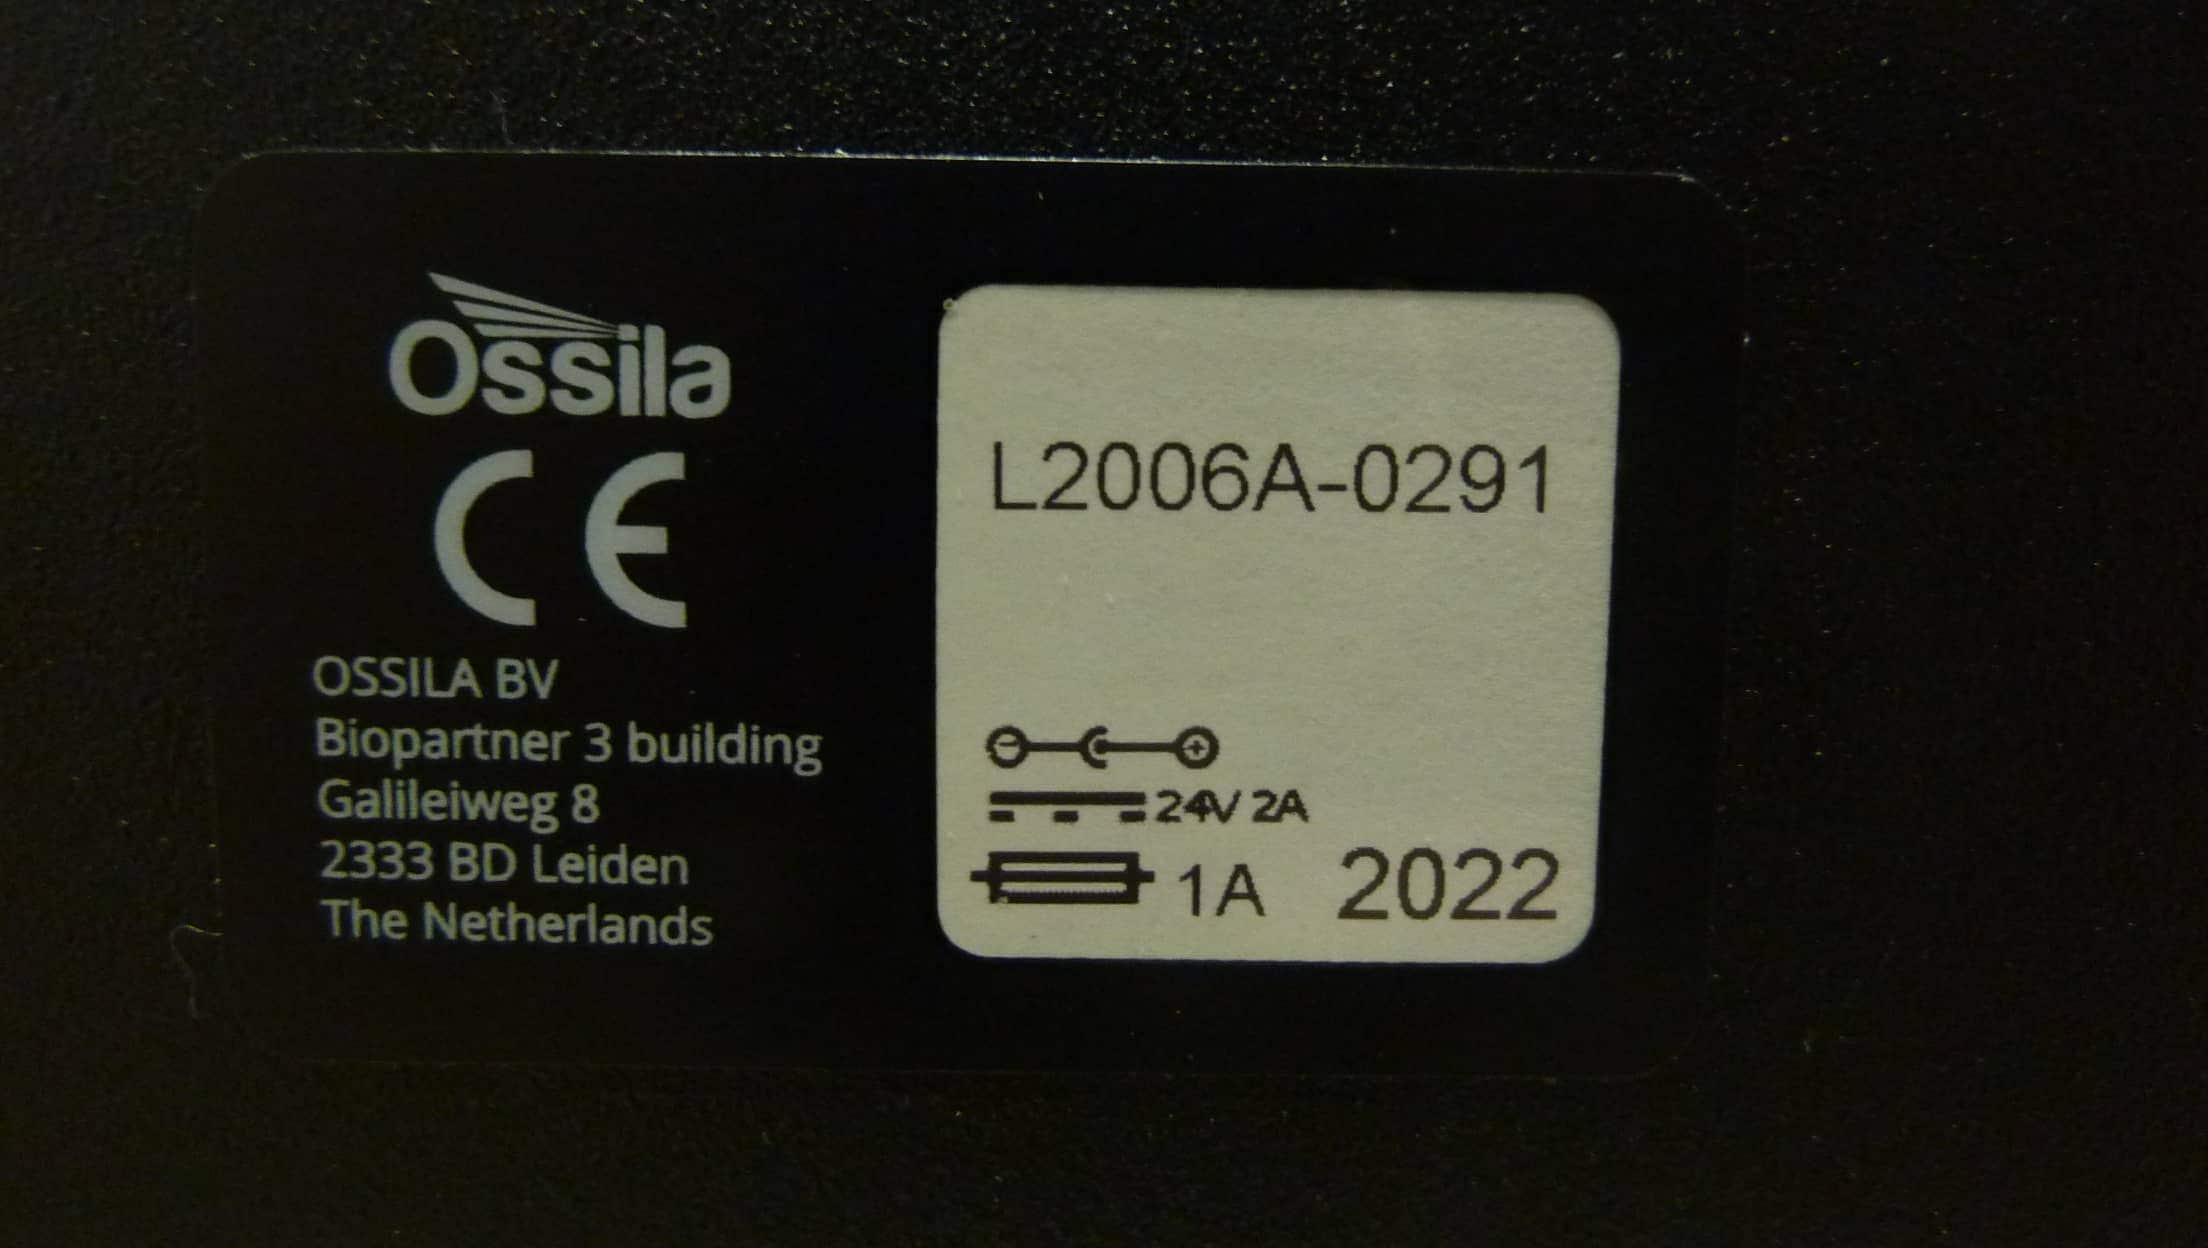 Ossila
CE
OSSILA BV
Biopartner 3 building
Galileiweg 8
2333 BD Leiden
The Netherlands
L2006A-0291
24V 2A
1A 2022